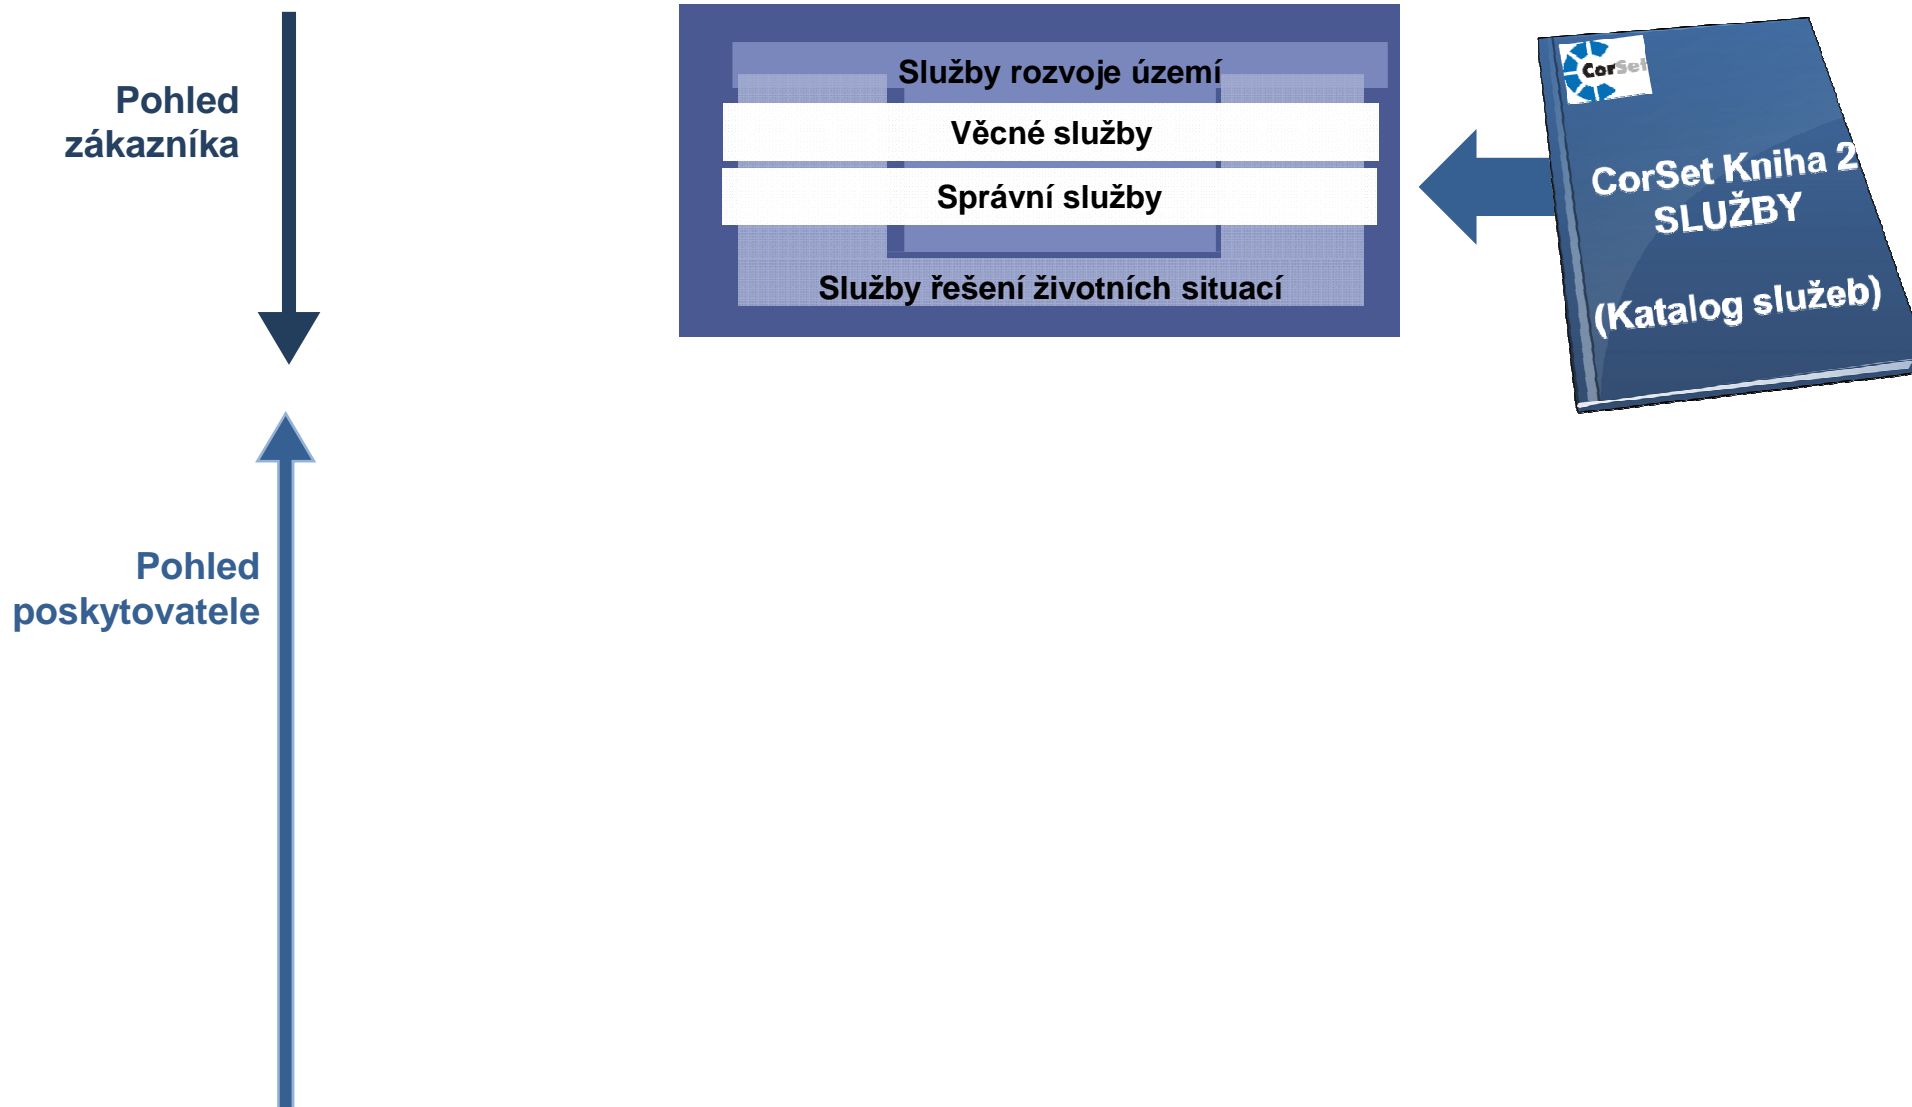 Pohled
zákazníka
Služby rozvoje území
Věcné služby
Správní služby
Služby řešení životních situací
CorSet
CorSet Kniha 2
SLUŽBY
(Katalog služeb)
Pohled
poskytovatele